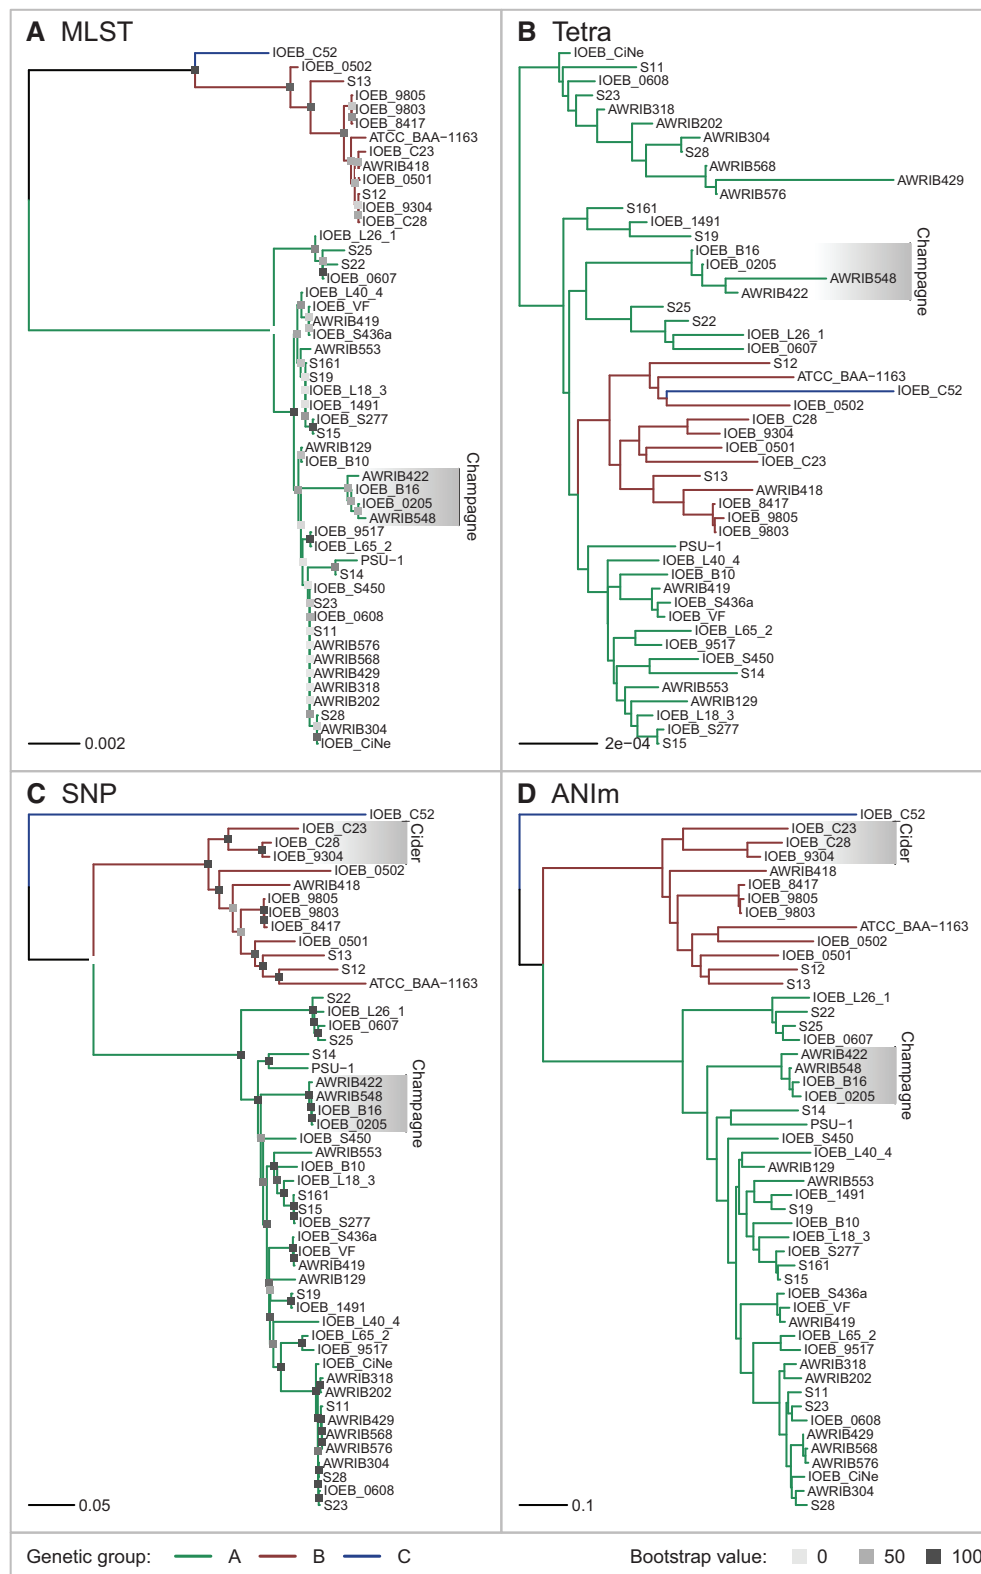 A MLST
IOEB_C52
IOEB_0502
S13
IOEB_9805
IOEB_9803
IOEB_8417
ATCC_BAA−1163
IOEB_C23
AWRIB418
IOEB_0501
S12
IOEB_9304
IOEB_C28
IOEB_L26_1
S25
S22
IOEB_0607
IOEB_L40_4
IOEB_VF
AWRIB419
IOEB_S436a
AWRIB553
S161
S19
IOEB_L18_3
IOEB_1491
IOEB_S277
S15
AWRIB129
IOEB_B10
AWRIB422
IOEB_B16
IOEB_0205
AWRIB548
Champagne
IOEB_9517
IOEB_L65_2
PSU−1
S14
IOEB_S450
S23
IOEB_0608
S11
AWRIB576
AWRIB568
AWRIB429
AWRIB318
AWRIB202
S28
AWRIB304
IOEB_CiNe
0.002
B Tetra
IOEB_CiNe
S11
IOEB_0608
S23
AWRIB318
AWRIB202
AWRIB304
S28
AWRIB568
AWRIB429
AWRIB576
S161
IOEB_1491
S19
IOEB_B16
IOEB_0205
AWRIB548
AWRIB422
Champagne
S25
S22
IOEB_L26_1
IOEB_0607
S12
ATCC_BAA−1163
IOEB_C52
IOEB_0502
IOEB_C28
IOEB_9304
IOEB_0501
IOEB_C23
S13
AWRIB418
IOEB_8417
IOEB_9805
IOEB_9803
PSU−1
IOEB_L40_4
IOEB_B10
AWRIB419
IOEB_S436a
IOEB_VF
IOEB_L65_2
IOEB_9517
IOEB_S450
S14
AWRIB553
AWRIB129
IOEB_L18_3
IOEB_S277
S15
2e−04
C SNP
IOEB_C52
IOEB_C23
IOEB_C28
IOEB_9304
Cider
IOEB_0502
AWRIB418
IOEB_9805
IOEB_9803
IOEB_8417
IOEB_0501
S13
S12
ATCC_BAA−1163
S22
IOEB_L26_1
IOEB_0607
S25
S14
PSU−1
AWRIB422
AWRIB548
IOEB_B16
IOEB_0205
Champagne
IOEB_S450
AWRIB553
IOEB_B10
IOEB_L18_3
S161
S15
IOEB_S277
IOEB_S436a
IOEB_VF
AWRIB419
AWRIB129
S19
IOEB_1491
IOEB_L40_4
IOEB_L65_2
IOEB_9517
IOEB_CiNe
AWRIB318
AWRIB202
S11
AWRIB429
AWRIB568
AWRIB576
AWRIB304
S28
IOEB_0608
S23
0.05
D ANIm
IOEB_C52
IOEB_C23
IOEB_C28
IOEB_9304
Cider
AWRIB418
IOEB_8417
IOEB_9805
IOEB_9803
ATCC_BAA−1163
IOEB_0502
IOEB_0501
S12
S13
IOEB_L26_1
S22
S25
IOEB_0607
AWRIB422
AWRIB548
IOEB_B16
IOEB_0205
Champagne
S14
PSU−1
IOEB_S450
IOEB_L40_4
AWRIB129
AWRIB553
IOEB_1491
S19
IOEB_B10
IOEB_L18_3
IOEB_S277
S161
S15
IOEB_S436a
IOEB_VF
AWRIB419
IOEB_L65_2
IOEB_9517
AWRIB318
AWRIB202
S11
S23
IOEB_0608
AWRIB429
AWRIB568
AWRIB576
IOEB_CiNe
AWRIB304
S28
0.1
Genetic group: A B C Bootstrap value: 0 50 100